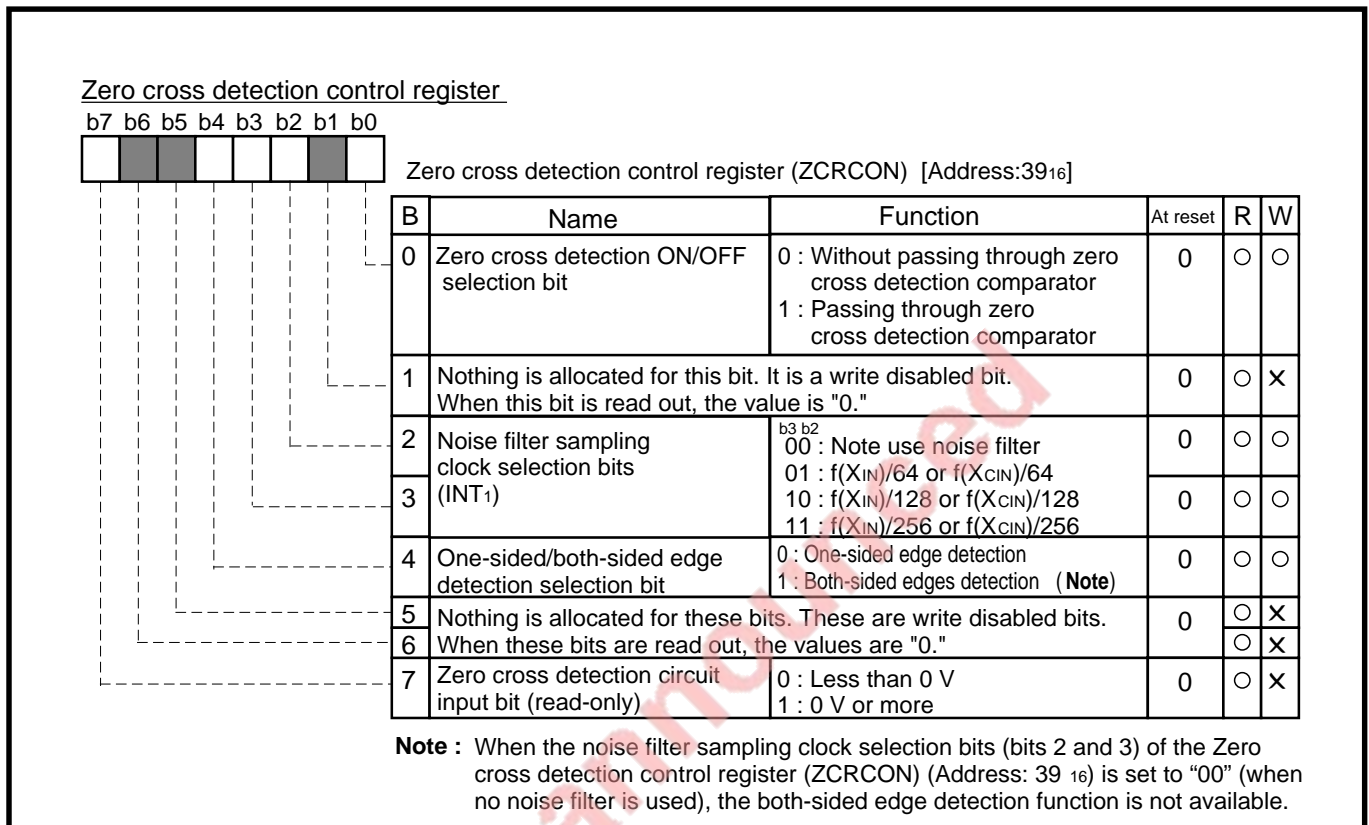 Zero cross detection control register
b7 b6 b5 b4 b3 b2 b1 b0
Zero cross detection control register (ZCRCON) [Address:3916]
B Name Function At reset R W
0 Zero cross detection ON/OFF
selection bit
0 : Without passing through zero
cross detection comparator
1 : Passing through zero
cross detection comparator
0 ○ ○
1 Nothing is allocated for this bit. It is a write disabled bit.
When this bit is read out, the value is "0."
0 ○ ×
2 Noise filter sampling
clock selection bits
3 (INT1)
b3 b2
00 : Note use noise filter
01 : f(XIN)/64 or f(XCIN)/64
10 : f(XIN)/128 or f(XCIN)/128
11 : f(XIN)/256 or f(XCIN)/256
0 ○ ○
0 ○ ○
4 One-sided/both-sided edge
detection selection bit
0 : One-sided edge detection
1 : Both-sided edges detection (Note)
0 ○ ○
5 Nothing is allocated for these bits. These are write disabled bits.
6 When these bits are read out, the values are "0."
0 ○ ×
○ ×
7 Zero cross detection circuit
input bit (read-only)
0 : Less than 0 V
1 : 0 V or more
0 ○ ×
Note : When the noise filter sampling clock selection bits (bits 2 and 3) of the Zero
cross detection control register (ZCRCON) (Address: 39 16) is set to “00” (when
no noise filter is used), the both-sided edge detection function is not available.
announced